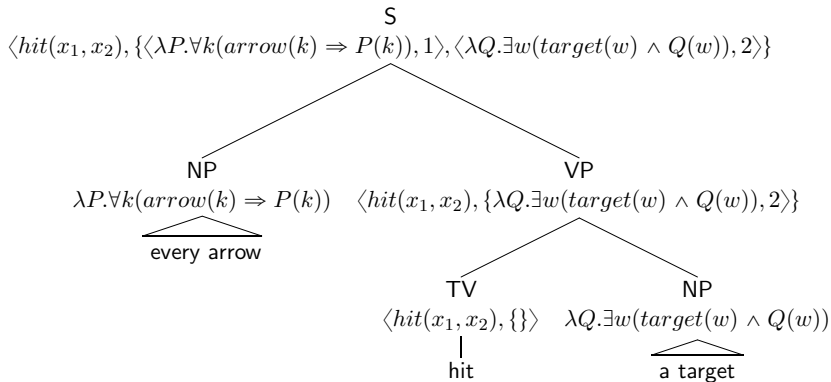 S
⟨hit(x₁, x₂), {⟨λP.∀k(arrow(k) ⇒ P(k)), 1⟩, ⟨λQ.∃w(target(w) ∧ Q(w)), 2⟩}
NP VP
λP.∀k(arrow(k) ⇒ P(k)) ⟨hit(x₁, x₂), {λQ.∃w(target(w) ∧ Q(w)), 2⟩}
every arrow
TV NP
⟨hit(x₁, x₂), {}⟩ λQ.∃w(target(w) ∧ Q(w))
hit a target